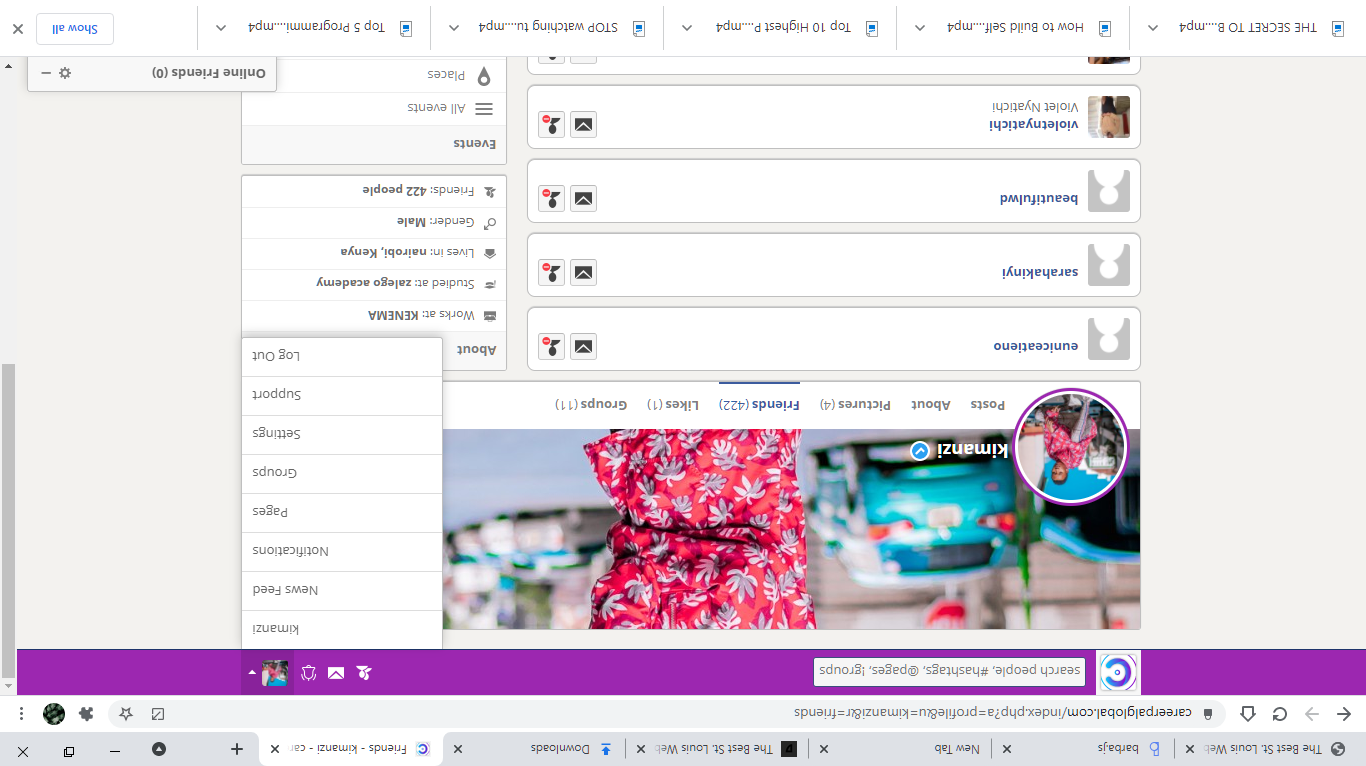 The Best St. Louis Web
barbajs
New Tab
The Best St. Louis Web
Downloads
Friends - kimanzi - car
careerpalglobal.com/index.php?a=profile&u=kimanzi&r=friends
search people, #hashtags, @pages, !groups
kimanzi
News Feed
Notifications
Pages
Groups
Settings
Support
Log Out
kimanzi
Posts
About
Pictures (4)
Friends (422)
Likes (1)
Groups (11)
euniceatieno
sarahakinyi
beautifulwd
violetnyatichi
Violet Nyatichi
About
Works at: KENEMA
Studied at: zalego academy
Lives in: nairobi, Kenya
Gender: Male
Friends: 422 people
Events
All events
Places
Online Friends (0)
THE SECRET TO B....mp4
How to Build Self....mp4
Top 10 Highest P....mp4
STOP watching tu....mp4
Top 5 Programmi....mp4
Show all